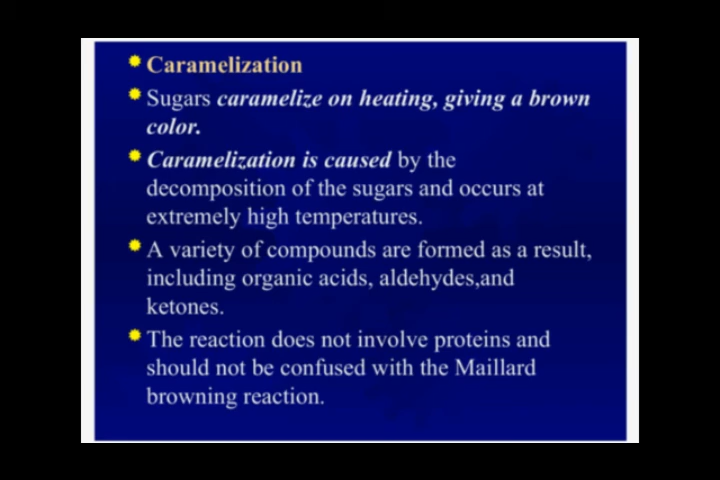 Caramelization
Sugars caramelize on heating, giving a brown
color.
Caramelization is caused by the
decomposition of the sugars and occurs at
extremely high temperatures.
A variety of compounds are formed as a result,
including organic acids, aldehydes,and
ketones.
The reaction does not involve proteins and
should not be confused with the Maillard
browning reaction.